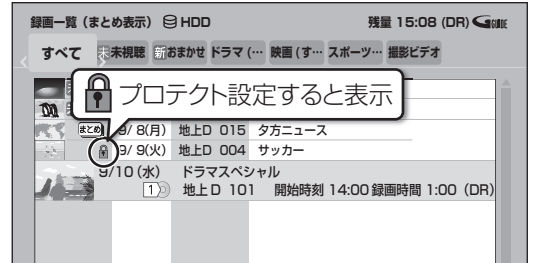 録画一覧（まとめ表示） HDD 残量 15:08 (DR) GGUIDE
すべて 未 未視聴 新 おまかせ ドラマ (… 映画 (す… スポーツ… 撮影ビデオ
プロテクト設定すると表示
まとめ 9/ 8(月) 地上D 015 夕方ニュース
9/ 9(火) 地上D 004 サッカー
9/10 (水) ドラマスペシャル
1 地上D 101 開始時刻 14:00 録画時間 1:00 (DR)